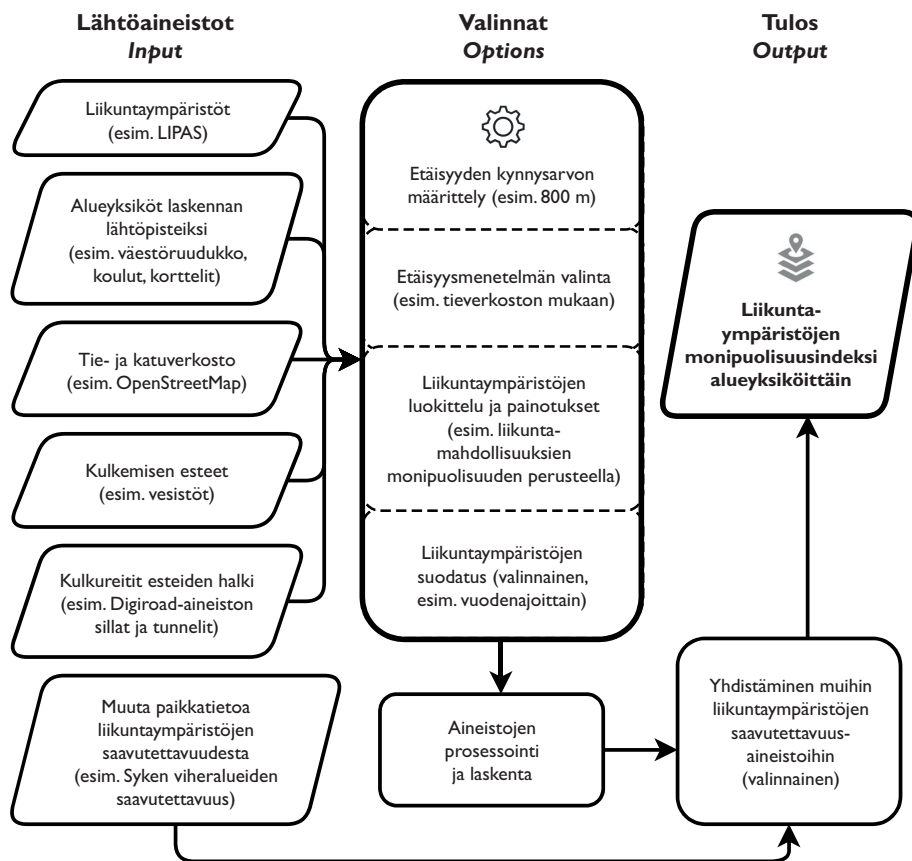 Lähtöaineistot
Input
Liikuntaympäristöt
(esim. LIPAS)
Alueyksiköt laskennan
lähtöpisteiksi
(esim. väestöruudukko,
koulut, korttelit)
Tie- ja katuverkosto
(esim. OpenStreetMap)
Kulkemisen esteet
(esim. vesistöt)
Kulkureitit esteiden halki
(esim. Digiroad-aineiston
sillat ja tunnelit)
Muuta paikkatietoa
liikuntaympäristöjen
saavutettavuudesta
(esim. Syken viheralueiden
saavutettavuus)
Valinnat
Options
Etäisyyden kynnysarvon
määrittely (esim. 800 m)
Etäisyysmenetelmän valinta
(esim. tieverkoston mukaan)
Liikuntaympäristöjen
luokittelu ja painotukset
(esim. liikunta-
mahdollisuuksien
monipuolisuuden perusteella)
Liikuntaympäristöjen
suodatus (valinnainen,
esim. vuodenajoittain)
Aineistojen
prosessointi
ja laskenta
Tulos
Output
Liikunta-
ympäristöjen
monipuolisuusindeksi
alueyksiköittäin
Yhdistäminen muihin
liikuntaympäristöjen
saavutettavuus-
aineistoihin
(valinnainen)